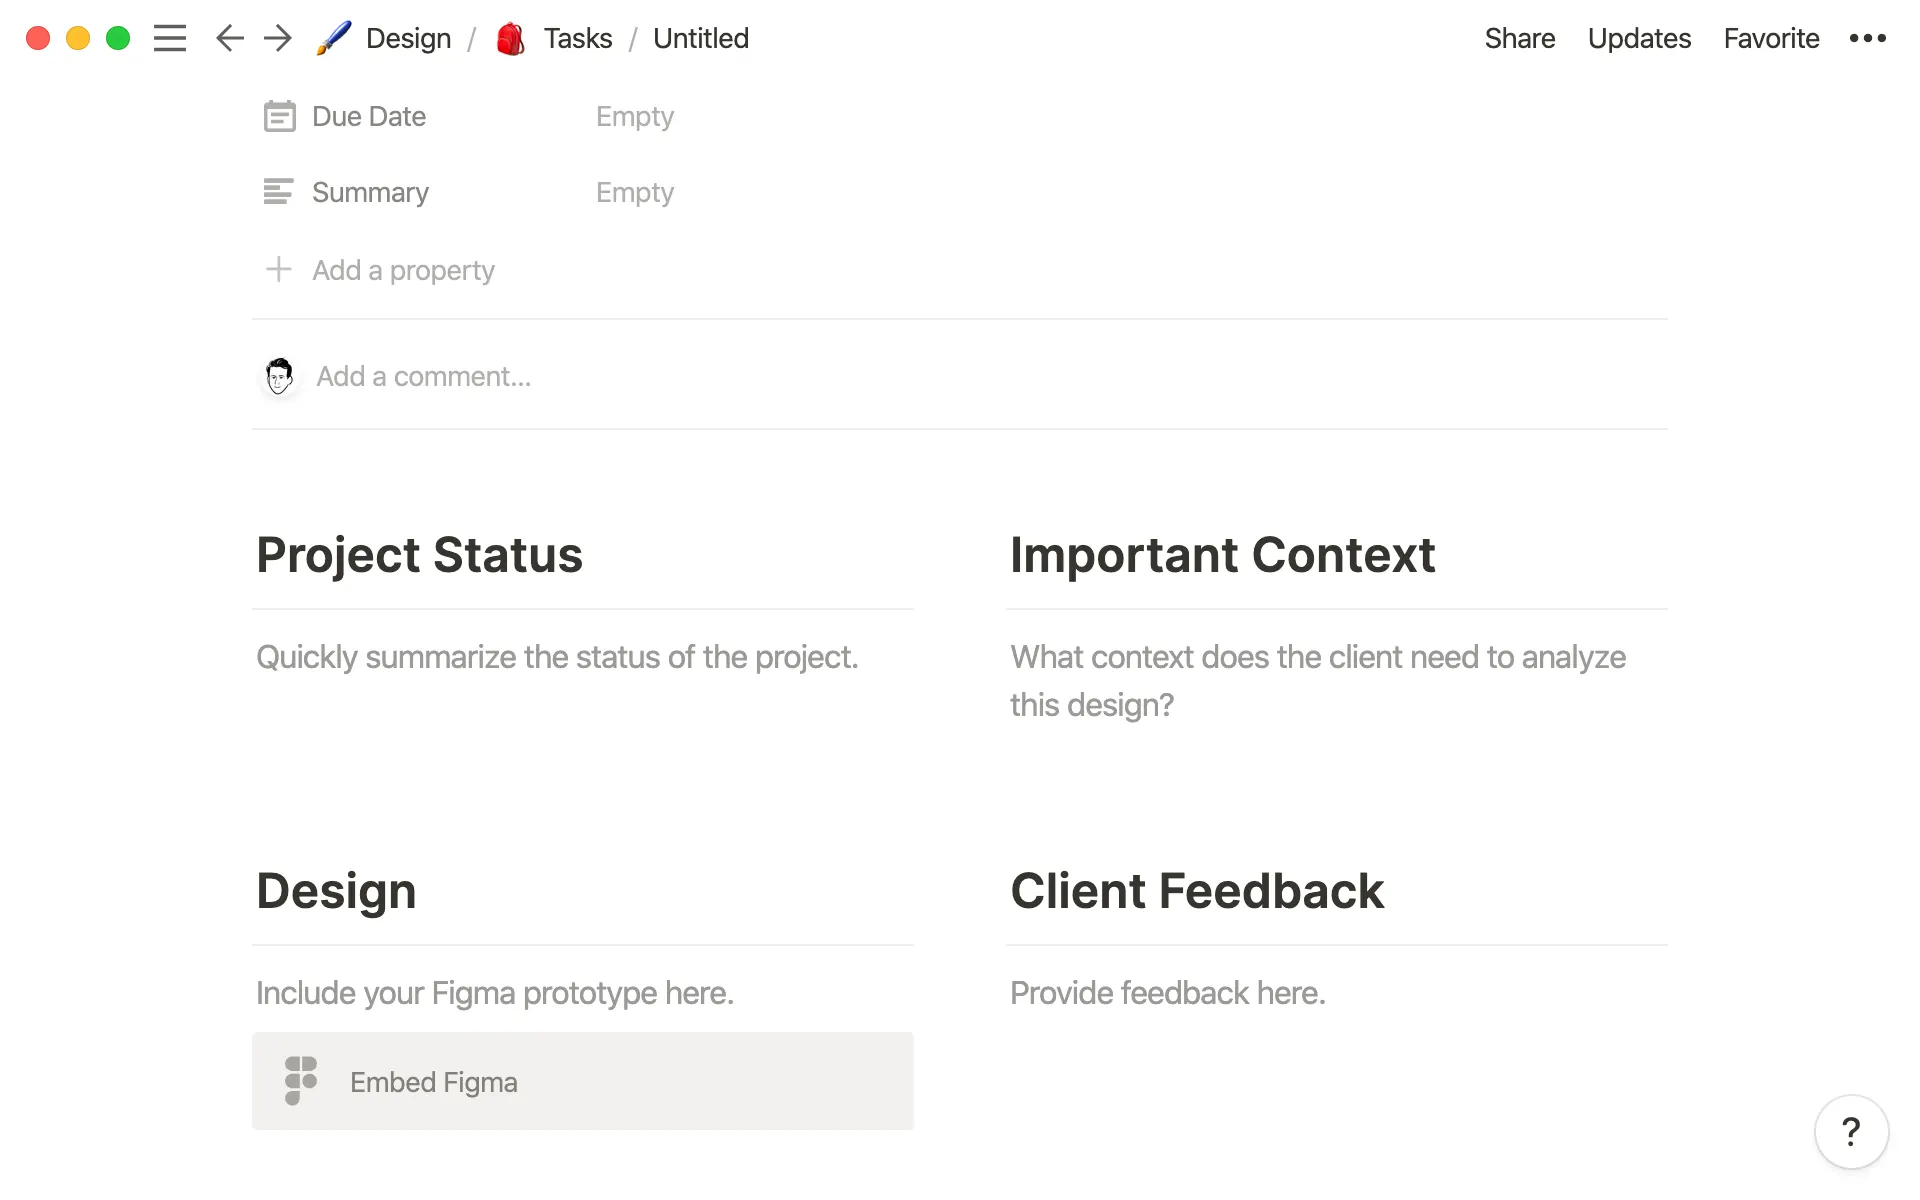 Design / Tasks / Untitled
Share Updates Favorite •••
Due Date Empty
Summary Empty
Add a property
Add a comment...
Project Status
Quickly summarize the status of the project.
Important Context
What context does the client need to analyze
this design?
Design
Include your Figma prototype here.
Embed Figma
Client Feedback
Provide feedback here.
?